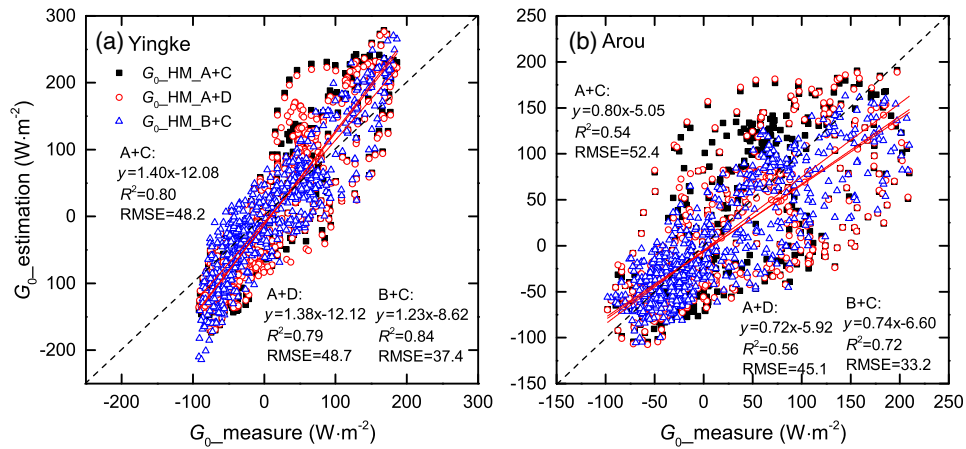 (a) Yingke
G₀_HM_A+C
G₀_HM_A+D
G₀_HM_B+C
A+C:
y=1.40x-12.08
R²=0.80
RMSE=48.2
A+D:
y=1.38x-12.12
R²=0.79
RMSE=48.7
B+C:
y=1.23x-8.62
R²=0.84
RMSE=37.4
300
200
100
0
100
-200
G₀_estimation (W·m⁻²)
-200
-100
0
100
200
300
G₀_measure (W·m⁻²)
(b) Arou
A+C:
y=0.80x-5.05
R²=0.54
RMSE=52.4
A+D:
y=0.72x-5.92
R²=0.56
RMSE=45.1
B+C:
y=0.74x-6.60
R²=0.72
RMSE=33.2
250
200
150
100
50
-0
-50
-100
-150
-150
-100
-50
0
50
100
150
200
250
G₀_measure (W·m⁻²)